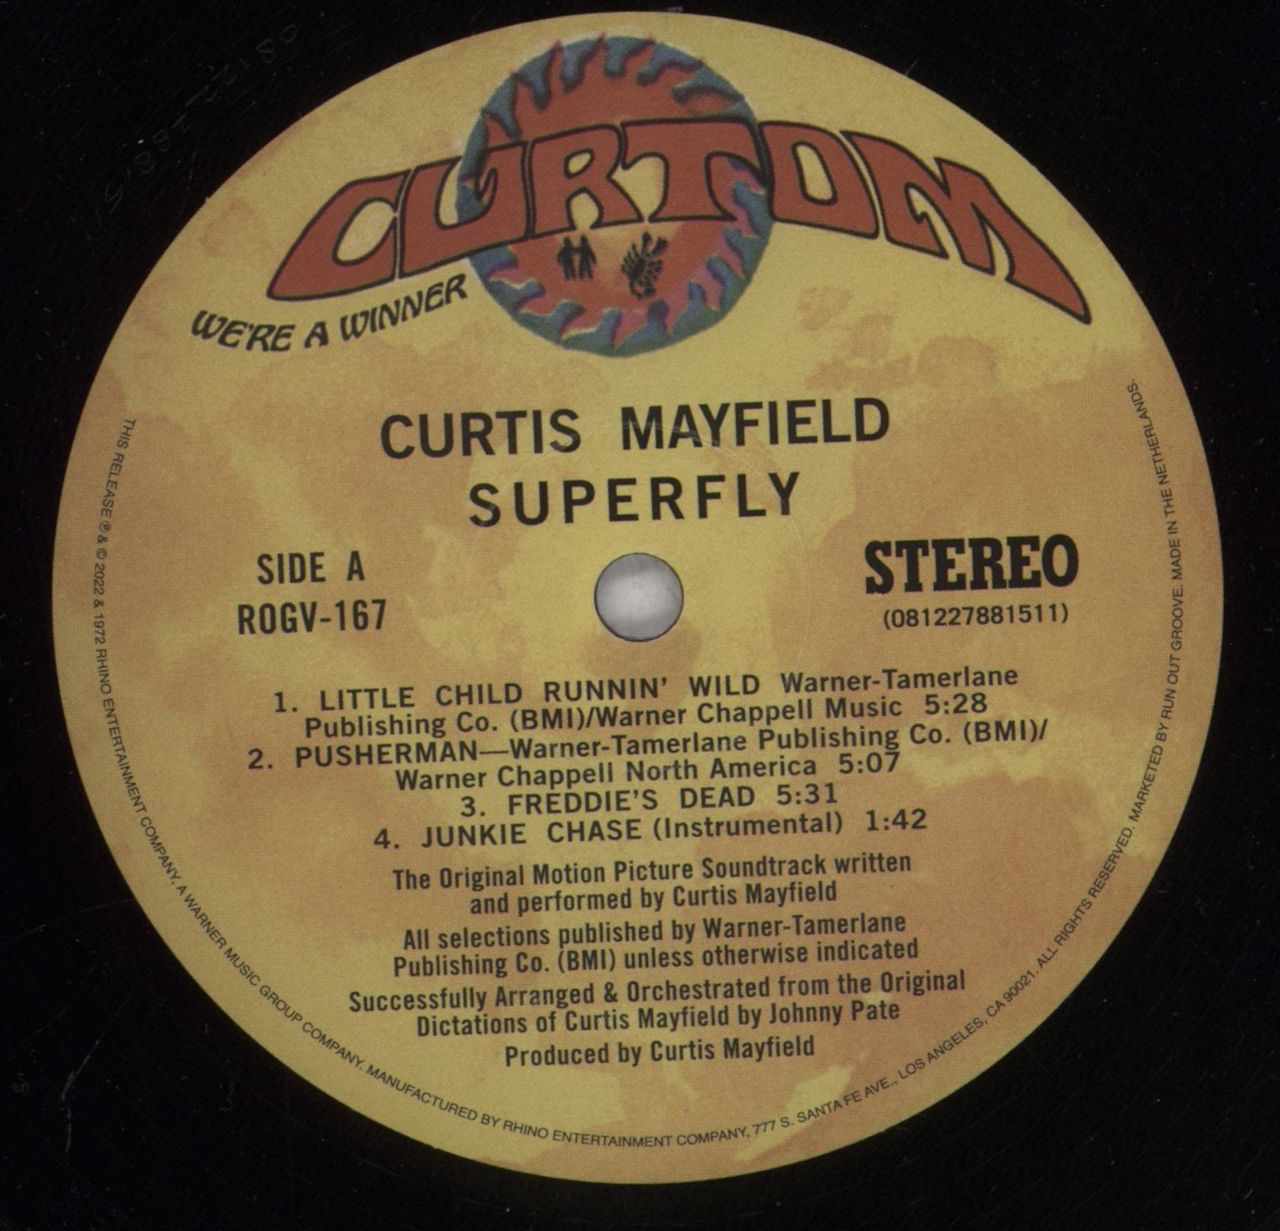 CURTOM
WE'RE A WINNER
CURTIS MAYFIELD
SUPERFLY
SIDE A
ROGV-167
STEREO
(081227881511)
1. LITTLE CHILD RUNNIN' WILD Warner-Tamerlane
Publishing Co. (BMI)/Warner Chappell Music 5:28
2. PUSHERMAN—Warner-Tamerlane Publishing Co. (BMI)/
Warner Chappell North America 5:07
3. FREDDIE'S DEAD 5:31
4. JUNKIE CHASE (Instrumental) 1:42
The Original Motion Picture Soundtrack written
and performed by Curtis Mayfield
All selections published by Warner-Tamerlane
Publishing Co. (BMI) unless otherwise indicated
Successfully Arranged & Orchestrated from the Original
Dictations of Curtis Mayfield by Johnny Pate
Produced by Curtis Mayfield
THIS RELEASE ℗ & © 2022 & 1972 RHINO ENTERTAINMENT COMPANY, A WARNER MUSIC GROUP COMPANY. MANUFACTURED BY RHINO ENTERTAINMENT COMPANY, 777 S. SANTA FE AVE., LOS ANGELES, CA 90021. ALL RIGHTS RESERVED. MARKETED BY RUN OUT GROOVE. MADE IN THE NETHERLANDS.